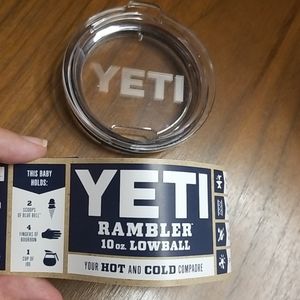 YETI
THIS BABY
HOLDS:
2
SCOOPS
OF BLUE BELL
4
FINGERS OF
BOURBON
1
CUP OF
JOE
YETI
RAMBLER
10 oz. LOWBALL
YOUR HOT AND COLD COMPADRE